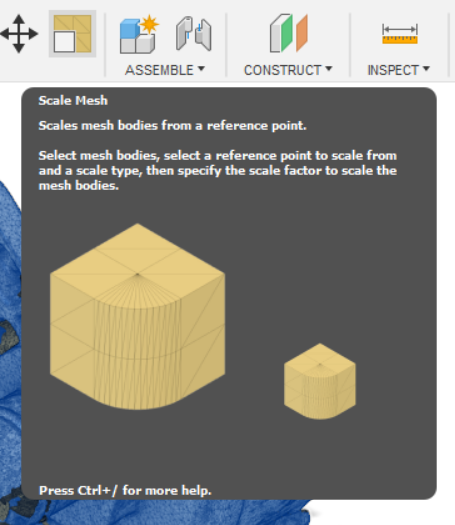 ASSEMBLE ▾
CONSTRUCT ▾
INSPECT ▾
Scale Mesh
Scales mesh bodies from a reference point.
Select mesh bodies, select a reference point to scale from
and a scale type, then specify the scale factor to scale the
mesh bodies.
Press Ctrl+/ for more help.